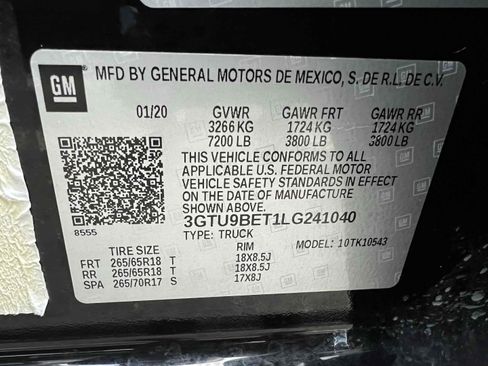 GM
MFD BY GENERAL MOTORS DE MEXICO, S. DE R.L. DE C.V.
01/20 GVWR GAWR FRT GAWR RR
3266 KG 1724 KG 1724 KG
7200 LB 3800 LB 3800 LB
THIS VEHICLE CONFORMS TO ALL
APPLICABLE U.S. FEDERAL MOTOR
VEHICLE SAFETY STANDARDS IN EFFECT
ON THE DATE OF MANUFACTURE
SHOWN ABOVE.
3GTU9BET1LG241040
8555 TYPE: TRUCK
TIRE SIZE RIM MODEL: 10TK10543
FRT 265/65R18 T 18X8.5J
RR 265/65R18 T 18X8.5J
SPA 265/70R17 S 17X8J